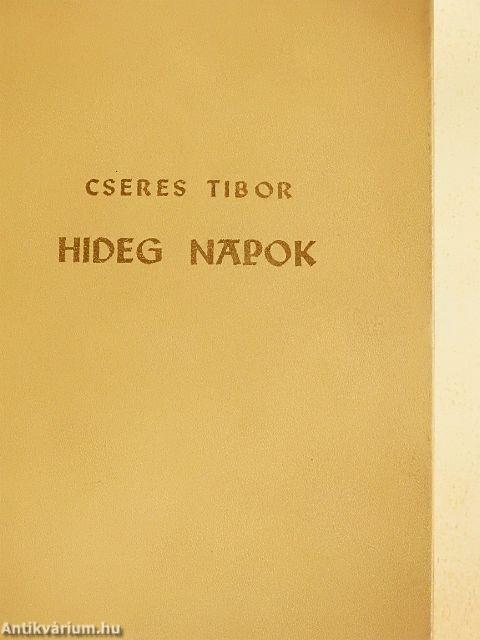 CSERES TIBOR
HIDEG NAPOK
Antikvárium.hu